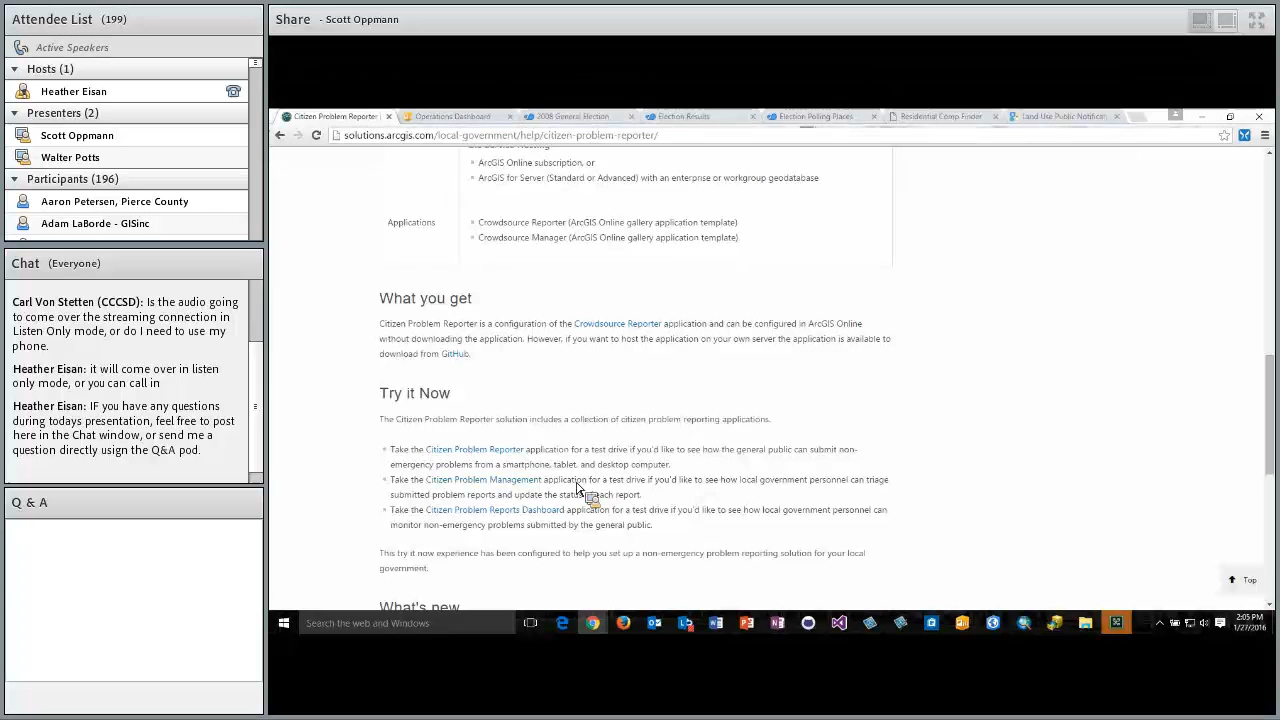 Attendee List (199)
Active Speakers
Hosts (1)
Heather Eisan
Presenters (2)
Scott Oppmann
Walter Potts
Participants (196)
Aaron Petersen, Pierce County
Adam LaBorde - GISinc
Chat (Everyone)
Carl Von Stetten (CCCSD): Is the audio going
to come over the streaming connection in
Listen Only mode, or do I need to use my
phone.
Heather Eisan: it will come over in listen
only mode, or you can call in
Heather Eisan: IF you have any questions
during todays presentation, feel free to post
here in the Chat window, or send me a
question directly usign the Q&A pod.
Q & A
Share - Scott Oppmann
Citizen Problem Reporter
Operations Dashboard
2008 General Election
Election Results
Election Polling Places
Residential Comp Finder
Land Use Public Notificati
solutions.arcgis.com/local-government/help/citizen-problem-reporter/
ArcGIS Online subscription, or
ArcGIS for Server (Standard or Advanced) with an enterprise or workgroup geodatabase
Applications
Crowdsource Reporter (ArcGIS Online gallery application template)
Crowdsource Manager (ArcGIS Online gallery application template)
What you get
Citizen Problem Reporter is a configuration of the Crowdsource Reporter application and can be configured in ArcGIS Online
without downloading the application. However, if you want to host the application on your own server the application is available to
download from GitHub.
Try it Now
The Citizen Problem Reporter solution includes a collection of citizen problem reporting applications.
Take the Citizen Problem Reporter application for a test drive if you'd like to see how the general public can submit non-
emergency problems from a smartphone, tablet, and desktop computer.
Take the Citizen Problem Management application for a test drive if you'd like to see how local government personnel can triage
submitted problem reports and update the stat each report.
Take the Citizen Problem Reports Dashboard application for a test drive if you'd like to see how local government personnel can
monitor non-emergency problems submitted by the general public.
This try it now experience has been configured to help you set up a non-emergency problem reporting solution for your local
government.
Top
What's new
Search the web and Windows
2:05 PM
1/27/2016